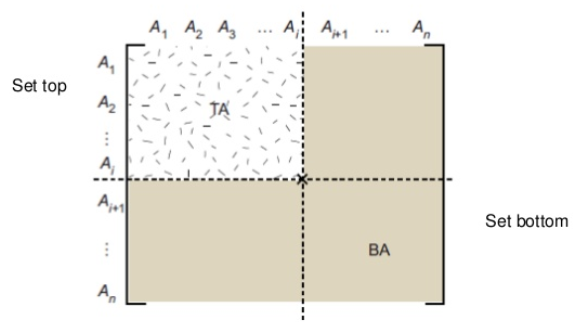 A₁ A₂ A₃ ... Aᵢ Aᵢ₊₁ ... Aₙ
A₁
Set top
A₂
TA
⋮
Aᵢ
Aᵢ₊₁
Set bottom
⋮
BA
Aₙ